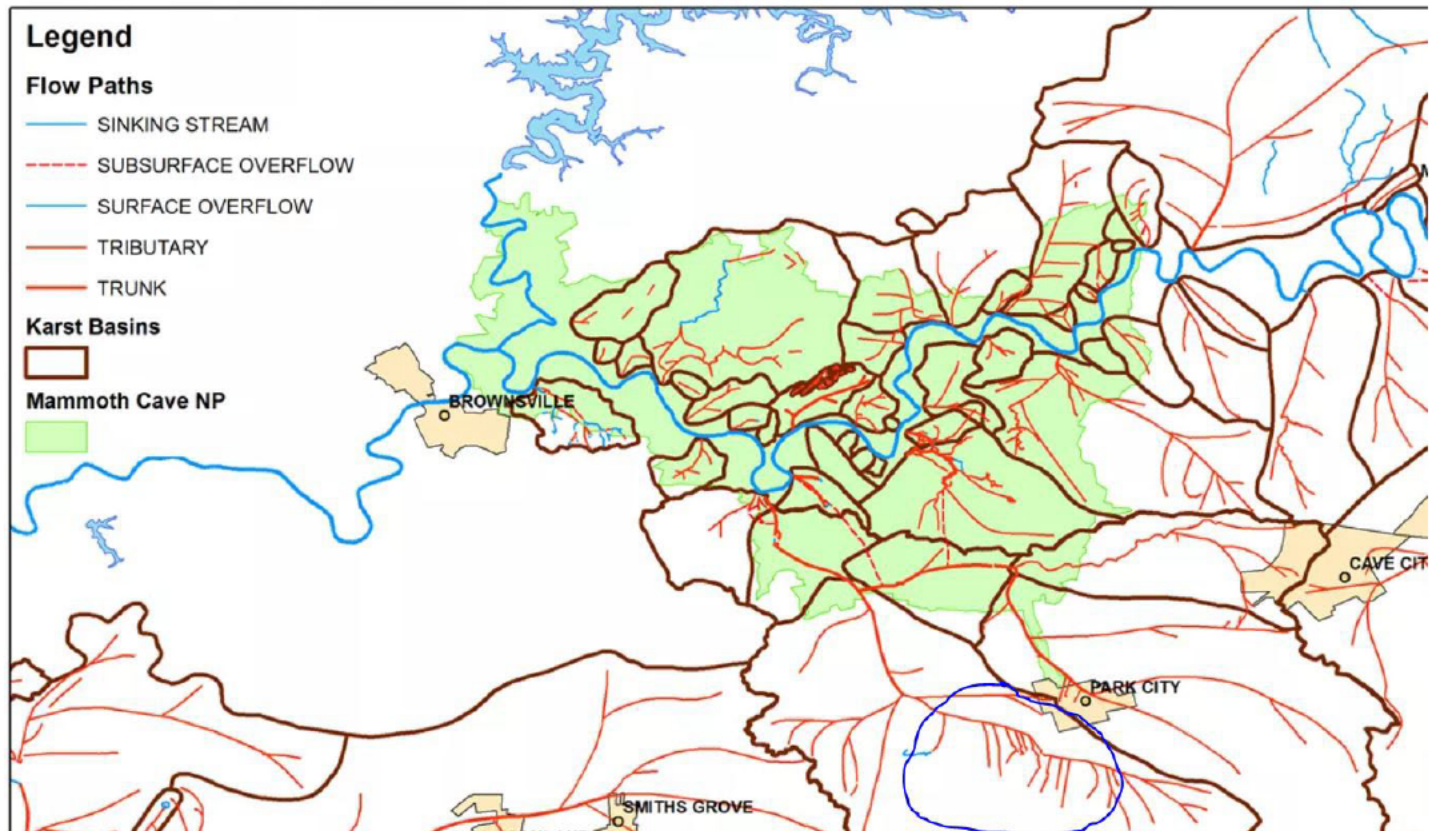 Legend
Flow Paths
SINKING STREAM
SUBSURFACE OVERFLOW
SURFACE OVERFLOW
TRIBUTARY
TRUNK
Karst Basins
Mammoth Cave NP
BROWNSVILLE
CAVE CIT
PARK CITY
SMITHS GROVE